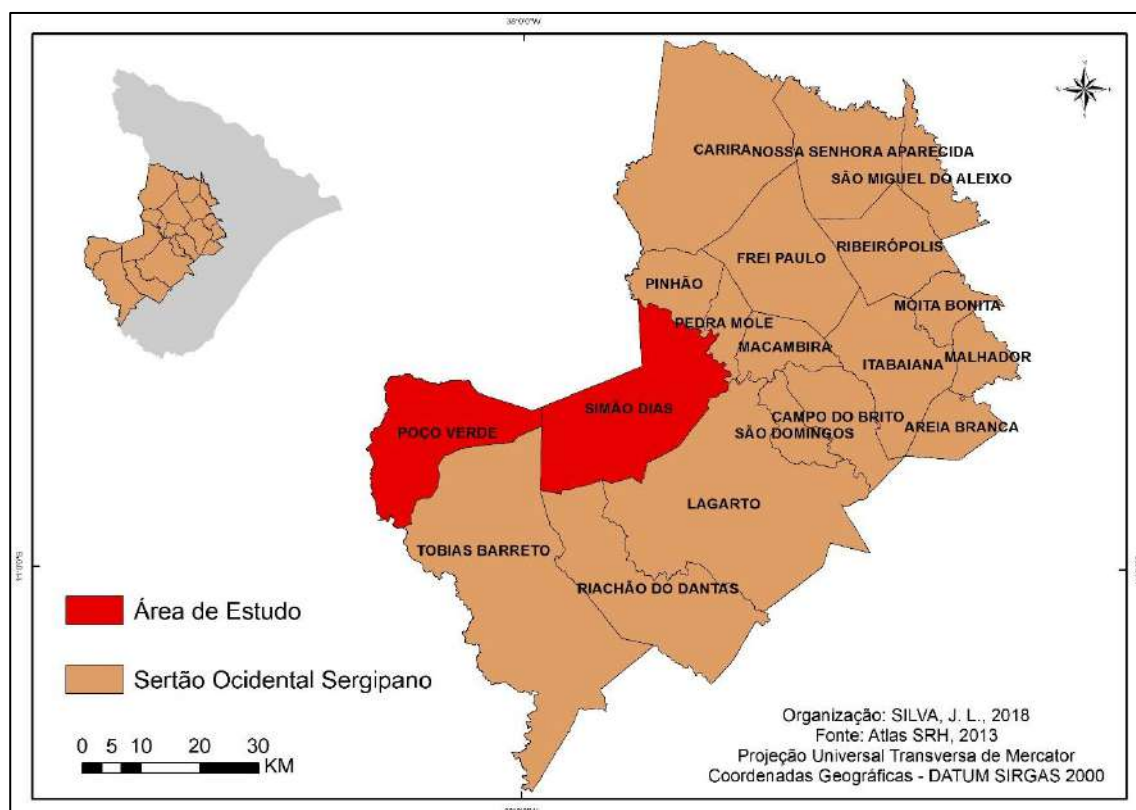 38°0'0"W
CARIRA
NOSSA SENHORA APARECIDA
SÃO MIGUEL DO ALEIXO
RIBEIRÓPOLIS
FREI PAULO
PINHÃO
MOITA BONITA
PEDRA MOLE
MACAMBIRA
ITABAIANA
MALHADOR
SIMÃO DIAS
CAMPO DO BRITO
POÇO VERDE
SÃO DOMINGOS
AREIA BRANCA
LAGARTO
TOBIAS BARRETO
RIACHÃO DO DANTAS
Área de Estudo
Sertão Ocidental Sergipano
0 5 10 20 30
KM
Organização: SILVA, J. L., 2018
Fonte: Atlas SRH, 2013
Projeção Universal Transversa de Mercator
Coordenadas Geográficas - DATUM SIRGAS 2000